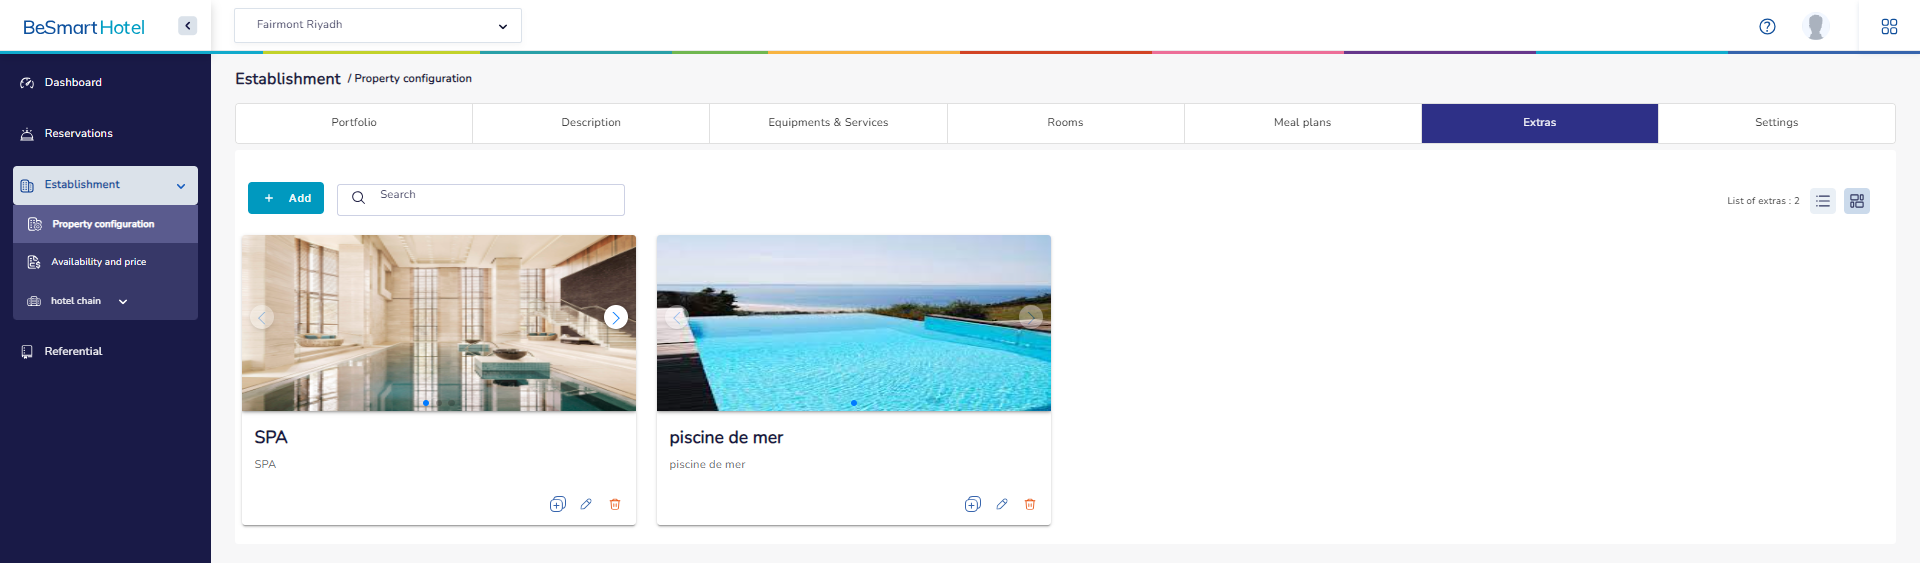 BeSmart Hotel
Fairmont Riyadh
Dashboard
Reservations
Establishment
Property configuration
Availability and price
hotel chain
Referential
Establishment / Property configuration
Portfolio
Description
Equipments & Services
Rooms
Meal plans
Extras
Settings
+ Add
Search
List of extras : 2
SPA
SPA
piscine de mer
piscine de mer